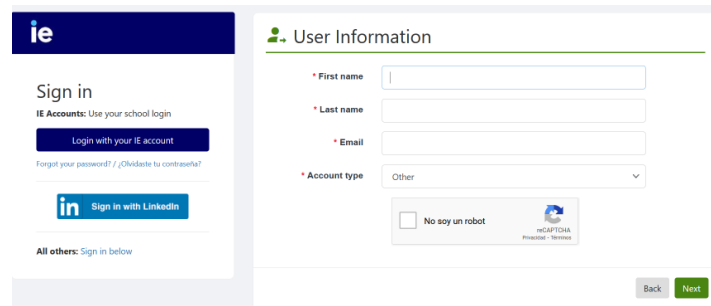 ie
Sign in
IE Accounts: Use your school login
Login with your IE account
Forgot your password? / ¿Olvidaste tu contraseña?
in Sign in with LinkedIn
All others: Sign in below
User Information
* First name
* Last name
* Email
* Account type
Other
No soy un robot
reCAPTCHA
Privacidad - Términos
Back
Next